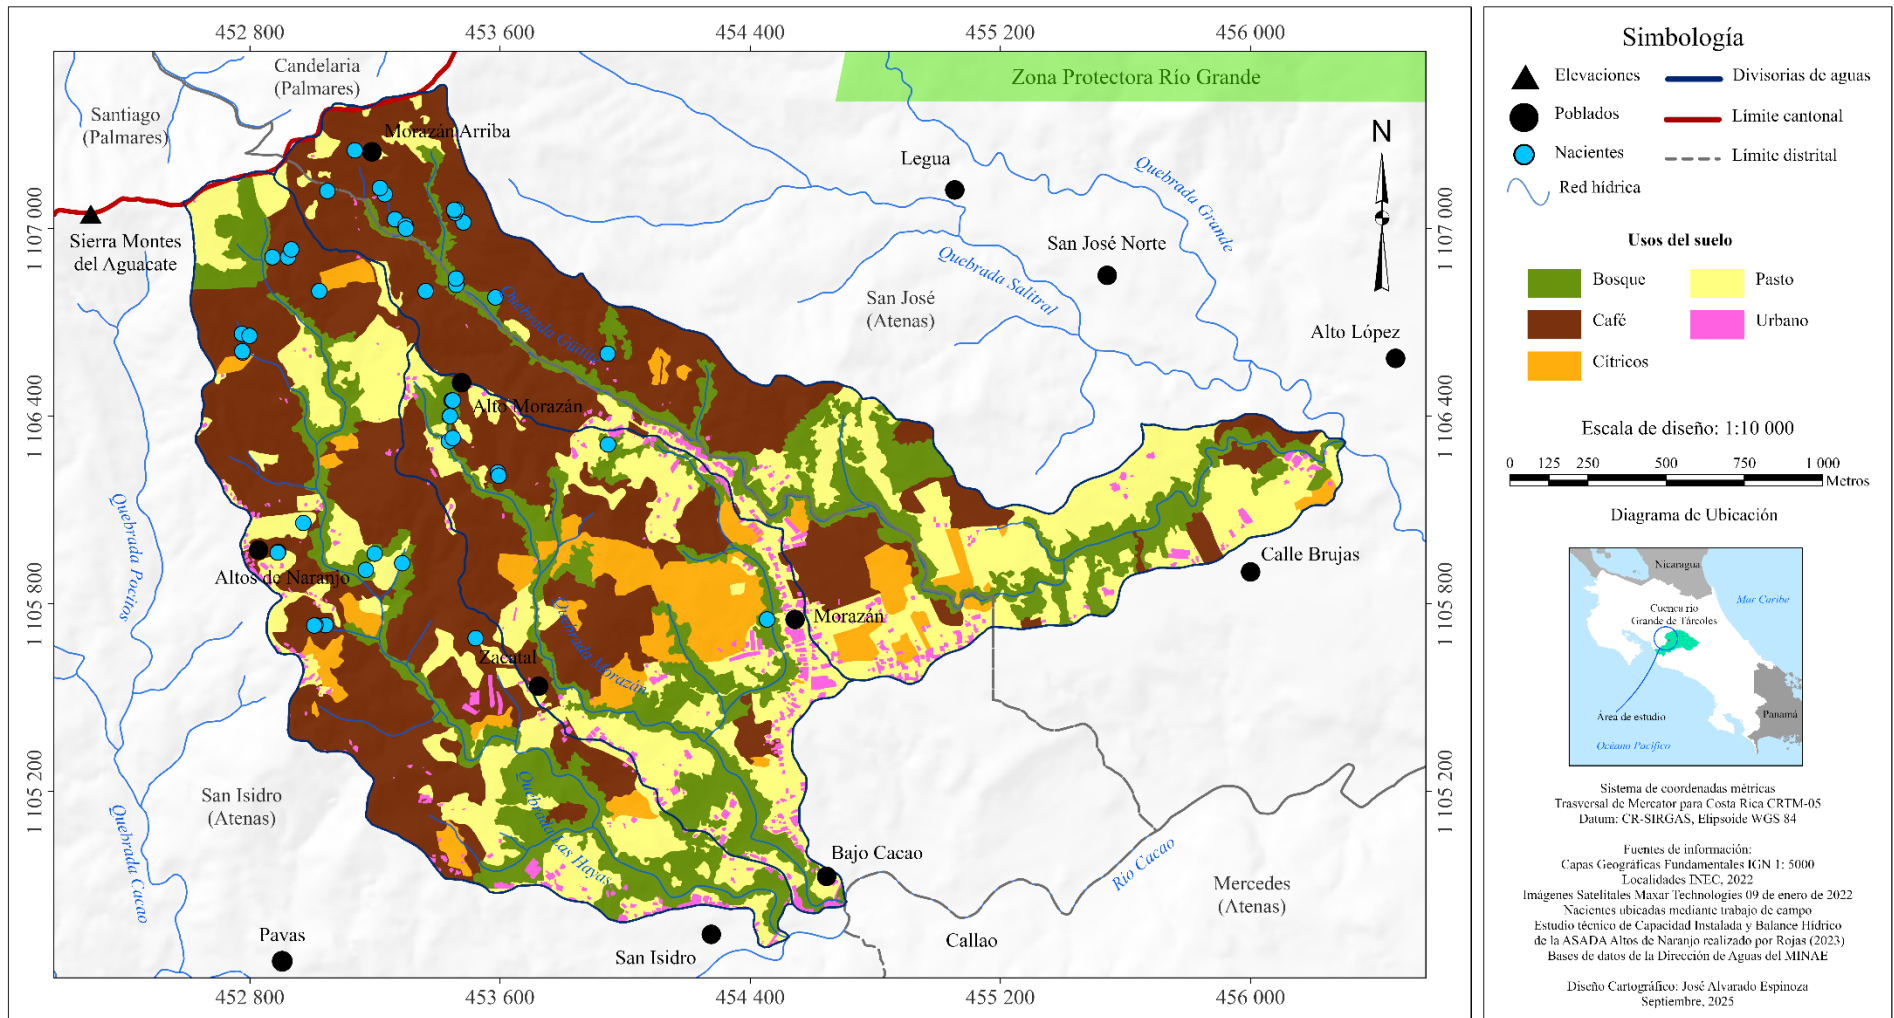 452 800
453 600
454 400
455 200
456 000
Candelaria
(Palmares)
Zona Protectora Río Grande
Santiago
(Palmares)
Morazán Arriba
N
Legua
Quebrada Grande
1 107 000
1 107 000
Sierra Montes
del Aguacate
San José Norte
Quebrada Salitral
San José
(Atenas)
Quebrada Güitite
Alto López
1 106 400
1 106 400
Alto Morazán
Quebrada Pocitos
Calle Brujas
Altos de Naranjo
1 105 800
1 105 800
Morazán
Quebrada Morazán
Zacatal
1 105 200
1 105 200
San Isidro
(Atenas)
Quebrada Las Hayas
Quebrada Cacao
Bajo Cacao
Río Cacao
Mercedes
(Atenas)
Pavas
San Isidro
Callao
452 800
453 600
454 400
455 200
456 000
Simbología
Elevaciones
Divisorias de aguas
Poblados
Límite cantonal
Nacientes
Límite distrital
Red hídrica
Usos del suelo
Bosque
Pasto
Café
Urbano
Cítricos
Escala de diseño: 1:10 000
0 125 250 500 750 1 000
Metros
Diagrama de Ubicación
Nicaragua
Mar Caribe
Cuenca río
Grande de Tárcoles
Área de estudio
Panamá
Océano Pacífico
Sistema de coordenadas métricas
Trasversal de Mercator para Costa Rica CRTM-05
Datum: CR-SIRGAS, Elipsoide WGS 84
Fuentes de información:
Capas Geográficas Fundamentales IGN 1: 5000
Localidades INEC, 2022
Imágenes Satelitales Maxar Technologies 09 de enero de 2022
Nacientes ubicadas mediante trabajo de campo
Estudio técnico de Capacidad Instalada y Balance Hídrico
de la ASADA Altos de Naranjo realizado por Rojas (2023)
Bases de datos de la Dirección de Aguas del MINAE
Diseño Cartográfico: José Alvarado Espinoza
Septiembre, 2025